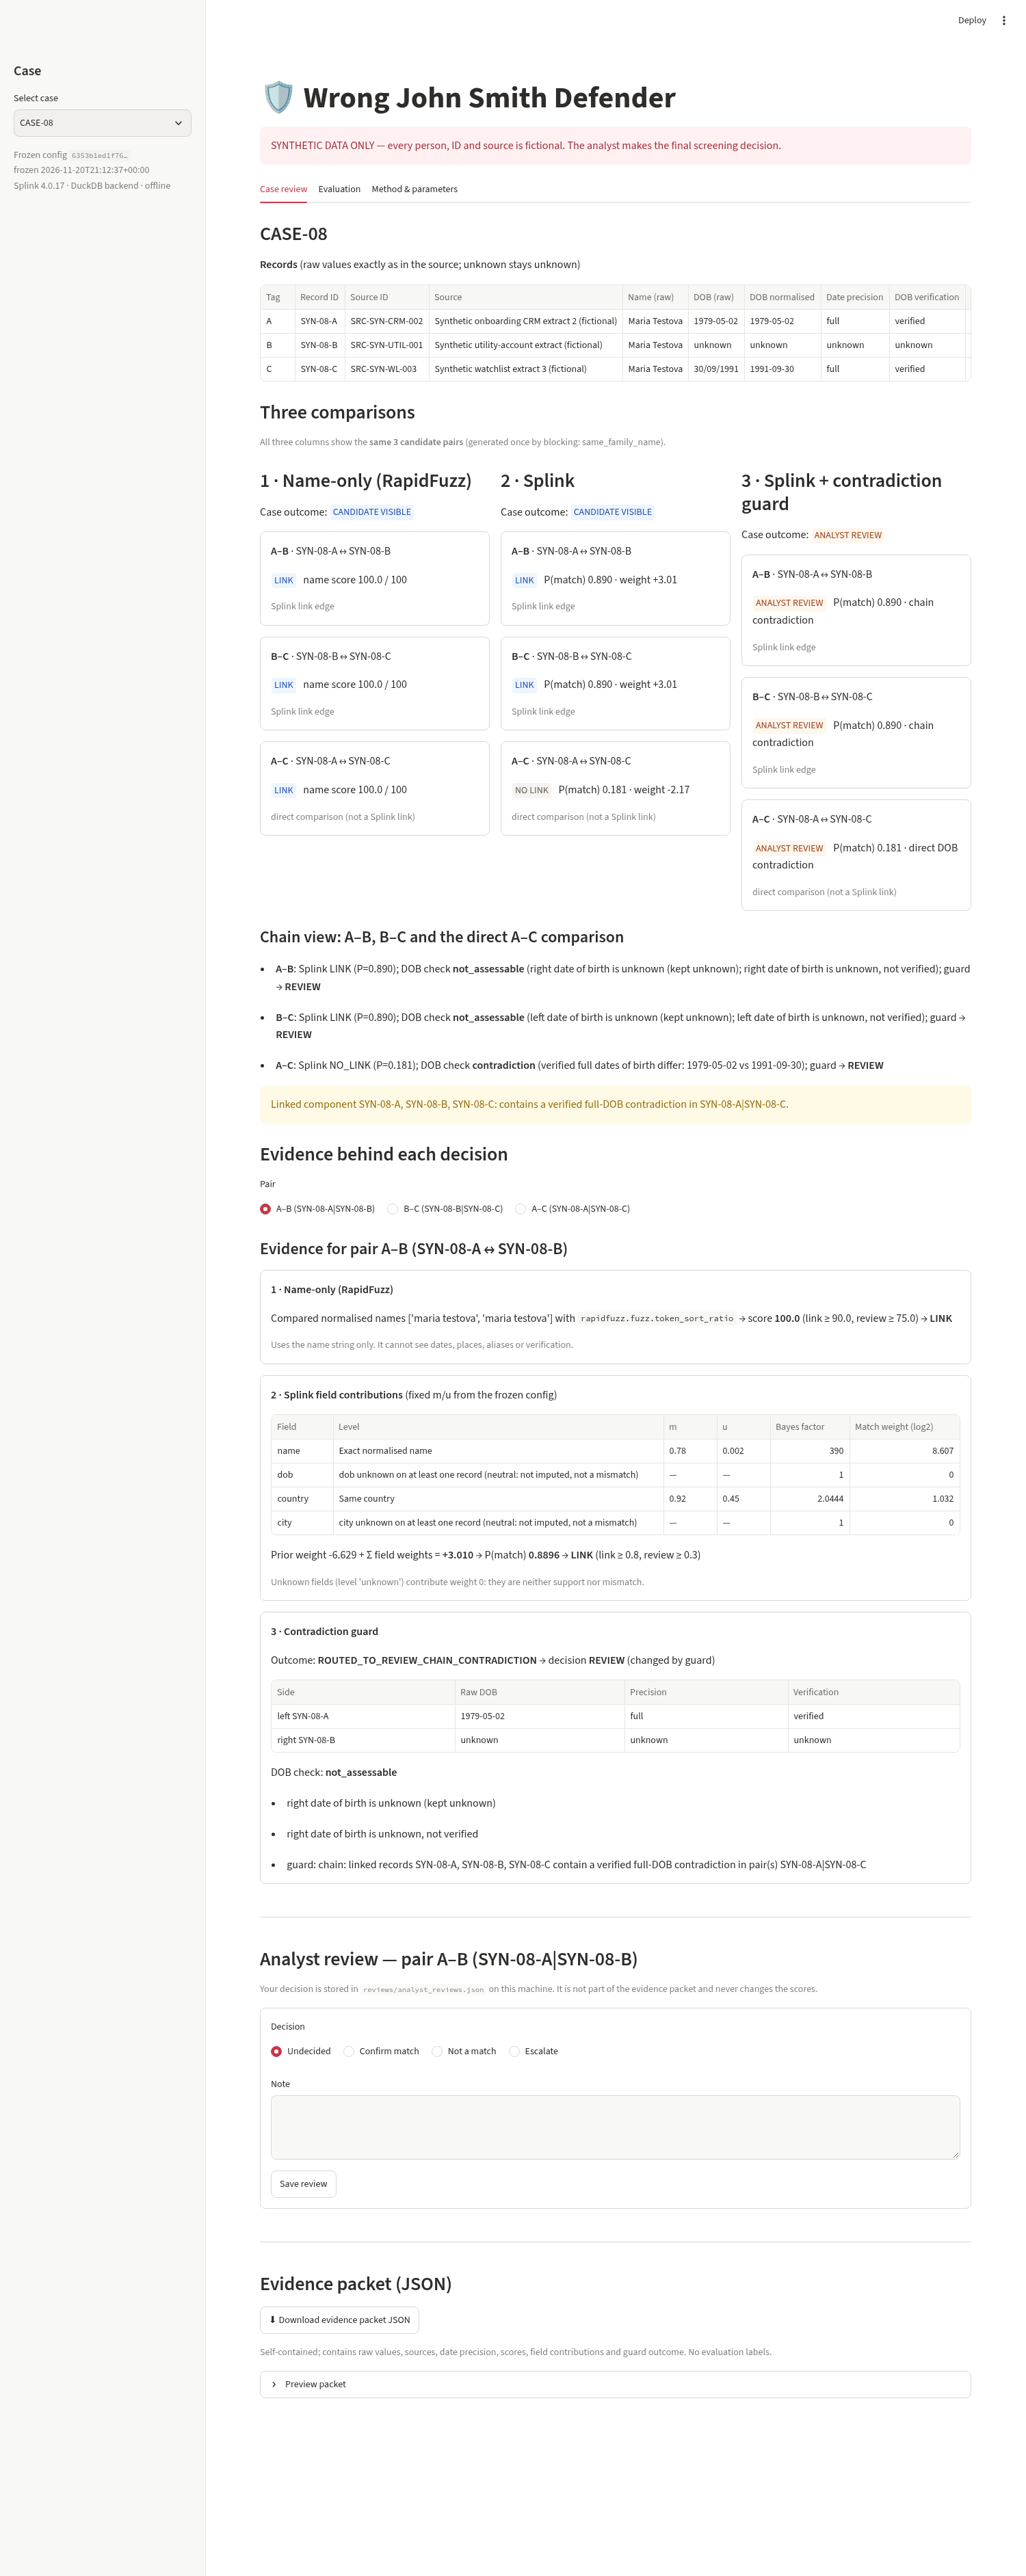 Deploy
Case
Select case
CASE-08
Frozen config 6353b1ed1f76…
frozen 2026-11-20T21:12:37+00:00
Splink 4.0.17 · DuckDB backend · offline
🛡️ Wrong John Smith Defender
SYNTHETIC DATA ONLY — every person, ID and source is fictional. The analyst makes the final screening decision.
Case review Evaluation Method & parameters
CASE-08
Records (raw values exactly as in the source; unknown stays unknown)
Tag Record ID Source ID Source Name (raw) DOB (raw) DOB normalised Date precision DOB verification
A SYN-08-A SRC-SYN-CRM-002 Synthetic onboarding CRM extract 2 (fictional) Maria Testova 1979-05-02 1979-05-02 full verified
B SYN-08-B SRC-SYN-UTIL-001 Synthetic utility-account extract (fictional) Maria Testova unknown unknown unknown unknown
C SYN-08-C SRC-SYN-WL-003 Synthetic watchlist extract 3 (fictional) Maria Testova 30/09/1991 1991-09-30 full verified
Three comparisons
All three columns show the same 3 candidate pairs (generated once by blocking: same_family_name).
1 · Name-only (RapidFuzz)
Case outcome: CANDIDATE VISIBLE
A–B · SYN-08-A ↔ SYN-08-B
LINK name score 100.0 / 100
Splink link edge
B–C · SYN-08-B ↔ SYN-08-C
LINK name score 100.0 / 100
Splink link edge
A–C · SYN-08-A ↔ SYN-08-C
LINK name score 100.0 / 100
direct comparison (not a Splink link)
2 · Splink
Case outcome: CANDIDATE VISIBLE
A–B · SYN-08-A ↔ SYN-08-B
LINK P(match) 0.890 · weight +3.01
Splink link edge
B–C · SYN-08-B ↔ SYN-08-C
LINK P(match) 0.890 · weight +3.01
Splink link edge
A–C · SYN-08-A ↔ SYN-08-C
NO LINK P(match) 0.181 · weight -2.17
direct comparison (not a Splink link)
3 · Splink + contradiction
guard
Case outcome: ANALYST REVIEW
A–B · SYN-08-A ↔ SYN-08-B
ANALYST REVIEW P(match) 0.890 · chain
contradiction
Splink link edge
B–C · SYN-08-B ↔ SYN-08-C
ANALYST REVIEW P(match) 0.890 · chain
contradiction
Splink link edge
A–C · SYN-08-A ↔ SYN-08-C
ANALYST REVIEW P(match) 0.181 · direct DOB
contradiction
direct comparison (not a Splink link)
Chain view: A–B, B–C and the direct A–C comparison
• A–B: Splink LINK (P=0.890); DOB check not_assessable (right date of birth is unknown (kept unknown); right date of birth is unknown, not verified); guard
→ REVIEW
• B–C: Splink LINK (P=0.890); DOB check not_assessable (left date of birth is unknown (kept unknown); left date of birth is unknown, not verified); guard →
REVIEW
• A–C: Splink NO_LINK (P=0.181); DOB check contradiction (verified full dates of birth differ: 1979-05-02 vs 1991-09-30); guard → REVIEW
Linked component SYN-08-A, SYN-08-B, SYN-08-C: contains a verified full-DOB contradiction in SYN-08-A|SYN-08-C.
Evidence behind each decision
Pair
A–B (SYN-08-A|SYN-08-B) B–C (SYN-08-B|SYN-08-C) A–C (SYN-08-A|SYN-08-C)
Evidence for pair A–B (SYN-08-A ↔ SYN-08-B)
1 · Name-only (RapidFuzz)
Compared normalised names ['maria testova', 'maria testova'] with rapidfuzz.fuzz.token_sort_ratio → score 100.0 (link ≥ 90.0, review ≥ 75.0) → LINK
Uses the name string only. It cannot see dates, places, aliases or verification.
2 · Splink field contributions (fixed m/u from the frozen config)
Field Level m u Bayes factor Match weight (log2)
name Exact normalised name 0.78 0.002 390 8.607
dob dob unknown on at least one record (neutral: not imputed, not a mismatch) — — 1 0
country Same country 0.92 0.45 2.0444 1.032
city city unknown on at least one record (neutral: not imputed, not a mismatch) — — 1 0
Prior weight -6.629 + Σ field weights = +3.010 → P(match) 0.8896 → LINK (link ≥ 0.8, review ≥ 0.3)
Unknown fields (level 'unknown') contribute weight 0: they are neither support nor mismatch.
3 · Contradiction guard
Outcome: ROUTED_TO_REVIEW_CHAIN_CONTRADICTION → decision REVIEW (changed by guard)
Side Raw DOB Precision Verification
left SYN-08-A 1979-05-02 full verified
right SYN-08-B unknown unknown unknown
DOB check: not_assessable
• right date of birth is unknown (kept unknown)
• right date of birth is unknown, not verified
• guard: chain: linked records SYN-08-A, SYN-08-B, SYN-08-C contain a verified full-DOB contradiction in pair(s) SYN-08-A|SYN-08-C
Analyst review — pair A–B (SYN-08-A|SYN-08-B)
Your decision is stored in reviews/analyst_reviews.json on this machine. It is not part of the evidence packet and never changes the scores.
Decision
Undecided Confirm match Not a match Escalate
Note
Save review
Evidence packet (JSON)
⬇ Download evidence packet JSON
Self-contained; contains raw values, sources, date precision, scores, field contributions and guard outcome. No evaluation labels.
Preview packet